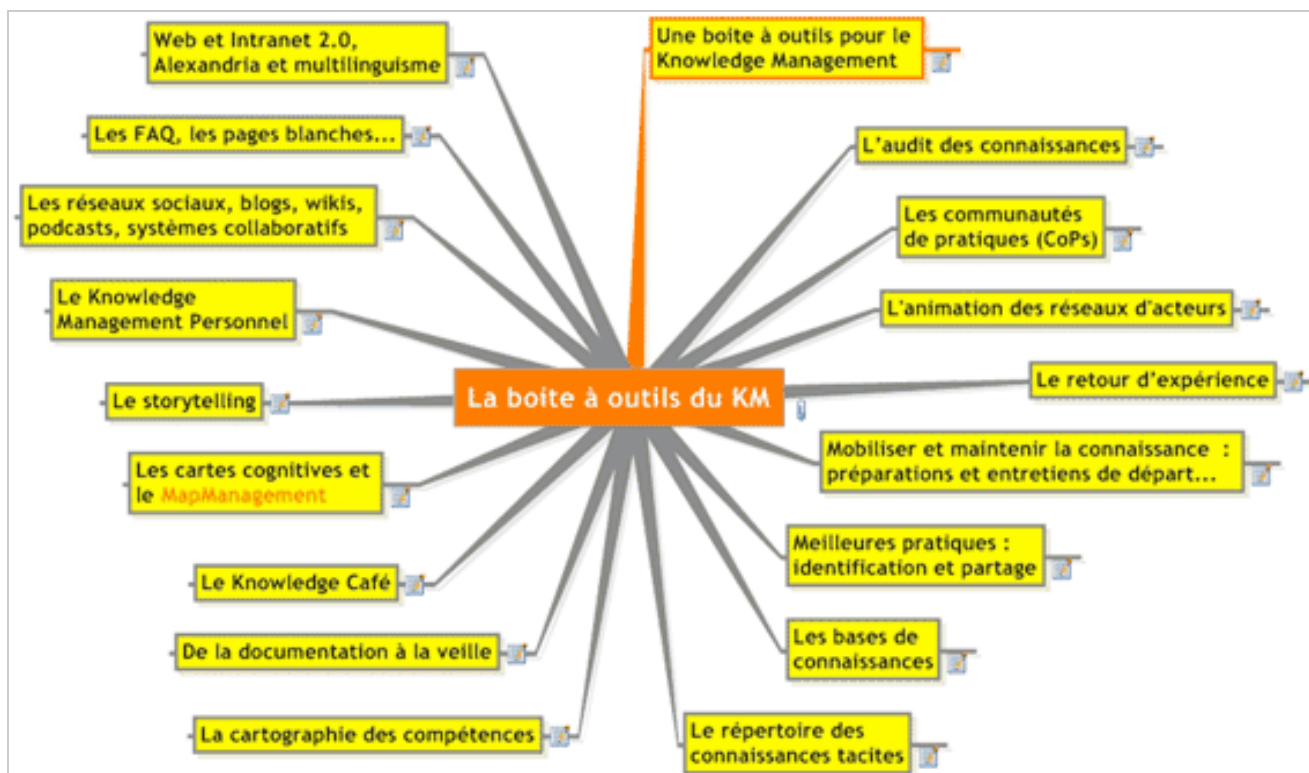 Une boite à outils pour le
Knowledge Management
L'audit des connaissances
Les communautés
de pratiques (CoPs)
L'animation des réseaux d'acteurs
Le retour d'expérience
Mobiliser et maintenir la connaissance :
préparations et entretiens de départ...
Meilleures pratiques :
identification et partage
Les bases de
connaissances
Le répertoire des
connaissances tacites
La cartographie des compétences
De la documentation à la veille
Le Knowledge Café
Les cartes cognitives et
le MapManagement
Le storytelling
Le Knowledge
Management Personnel
Les réseaux sociaux, blogs, wikis,
podcasts, systèmes collaboratifs
Les FAQ, les pages blanches...
Web et Intranet 2.0,
Alexandria et multilinguisme
La boite à outils du KM